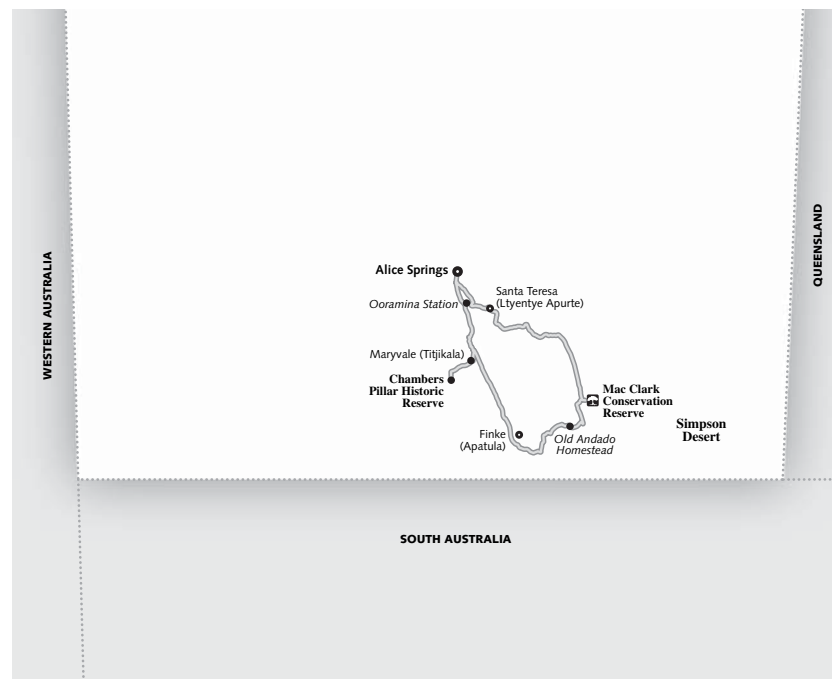 WESTERN AUSTRALIA
QUEENSLAND
Alice Springs
Santa Teresa
(Ltyentye Apurte)
Ooramina Station
Maryvale (Titjikala)
Chambers
Pillar Historic
Reserve
Mac Clark
Conservation
Reserve
Simpson
Desert
Finke
(Apatula)
Old Andado
Homestead
SOUTH AUSTRALIA